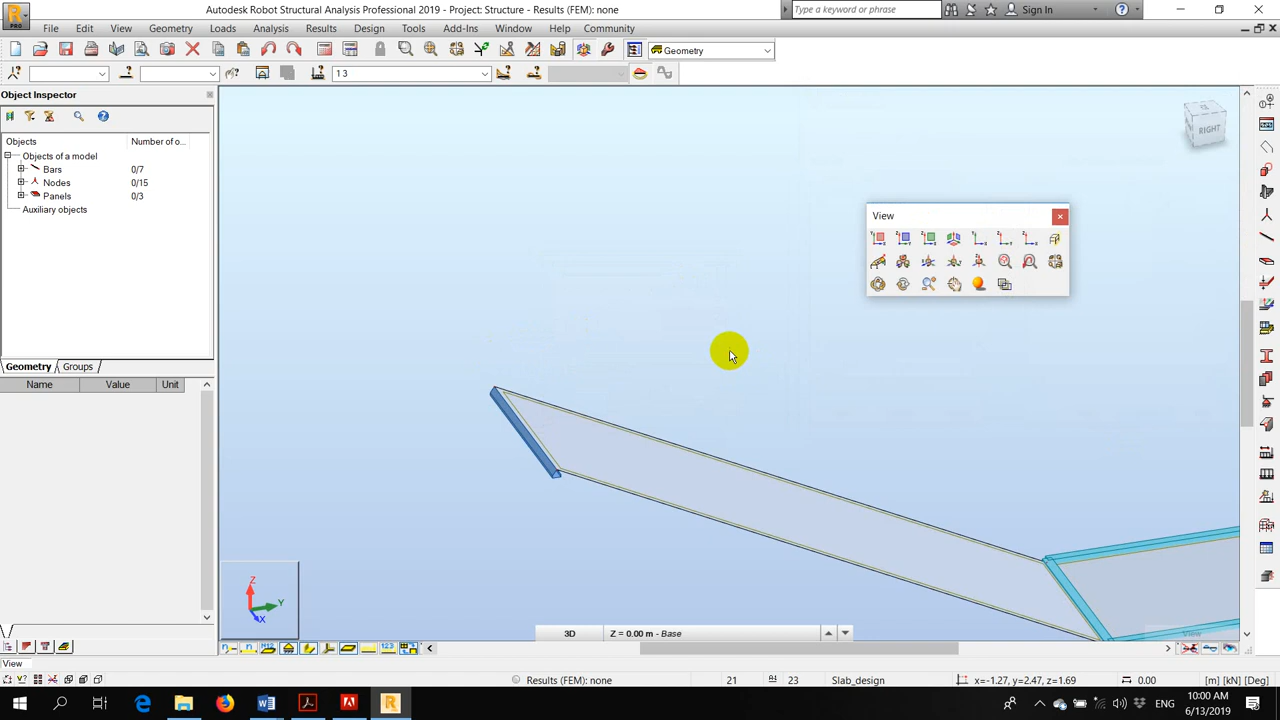 Autodesk Robot Structural Analysis Professional 2019 - Project: Structure - Results (FEM): none
Type a keyword or phrase
Sign In
PRO
File Edit View Geometry Loads Analysis Results Design Tools Add-Ins Window Help Community
Geometry
1 3
Object Inspector
Objects Number of o...
Objects of a model
Bars 0/7
Nodes 0/15
Panels 0/3
Auxiliary objects
Geometry Groups
Name Value Unit
RIGHT
View
Z
Y
X
3D Z = 0.00 m - Base
View
View
Results (FEM): none 21 23 Slab_design x=-1.27, y=2.47, z=1.69 0.00 [m] [kN] [Deg]
ENG
10:00 AM
6/13/2019